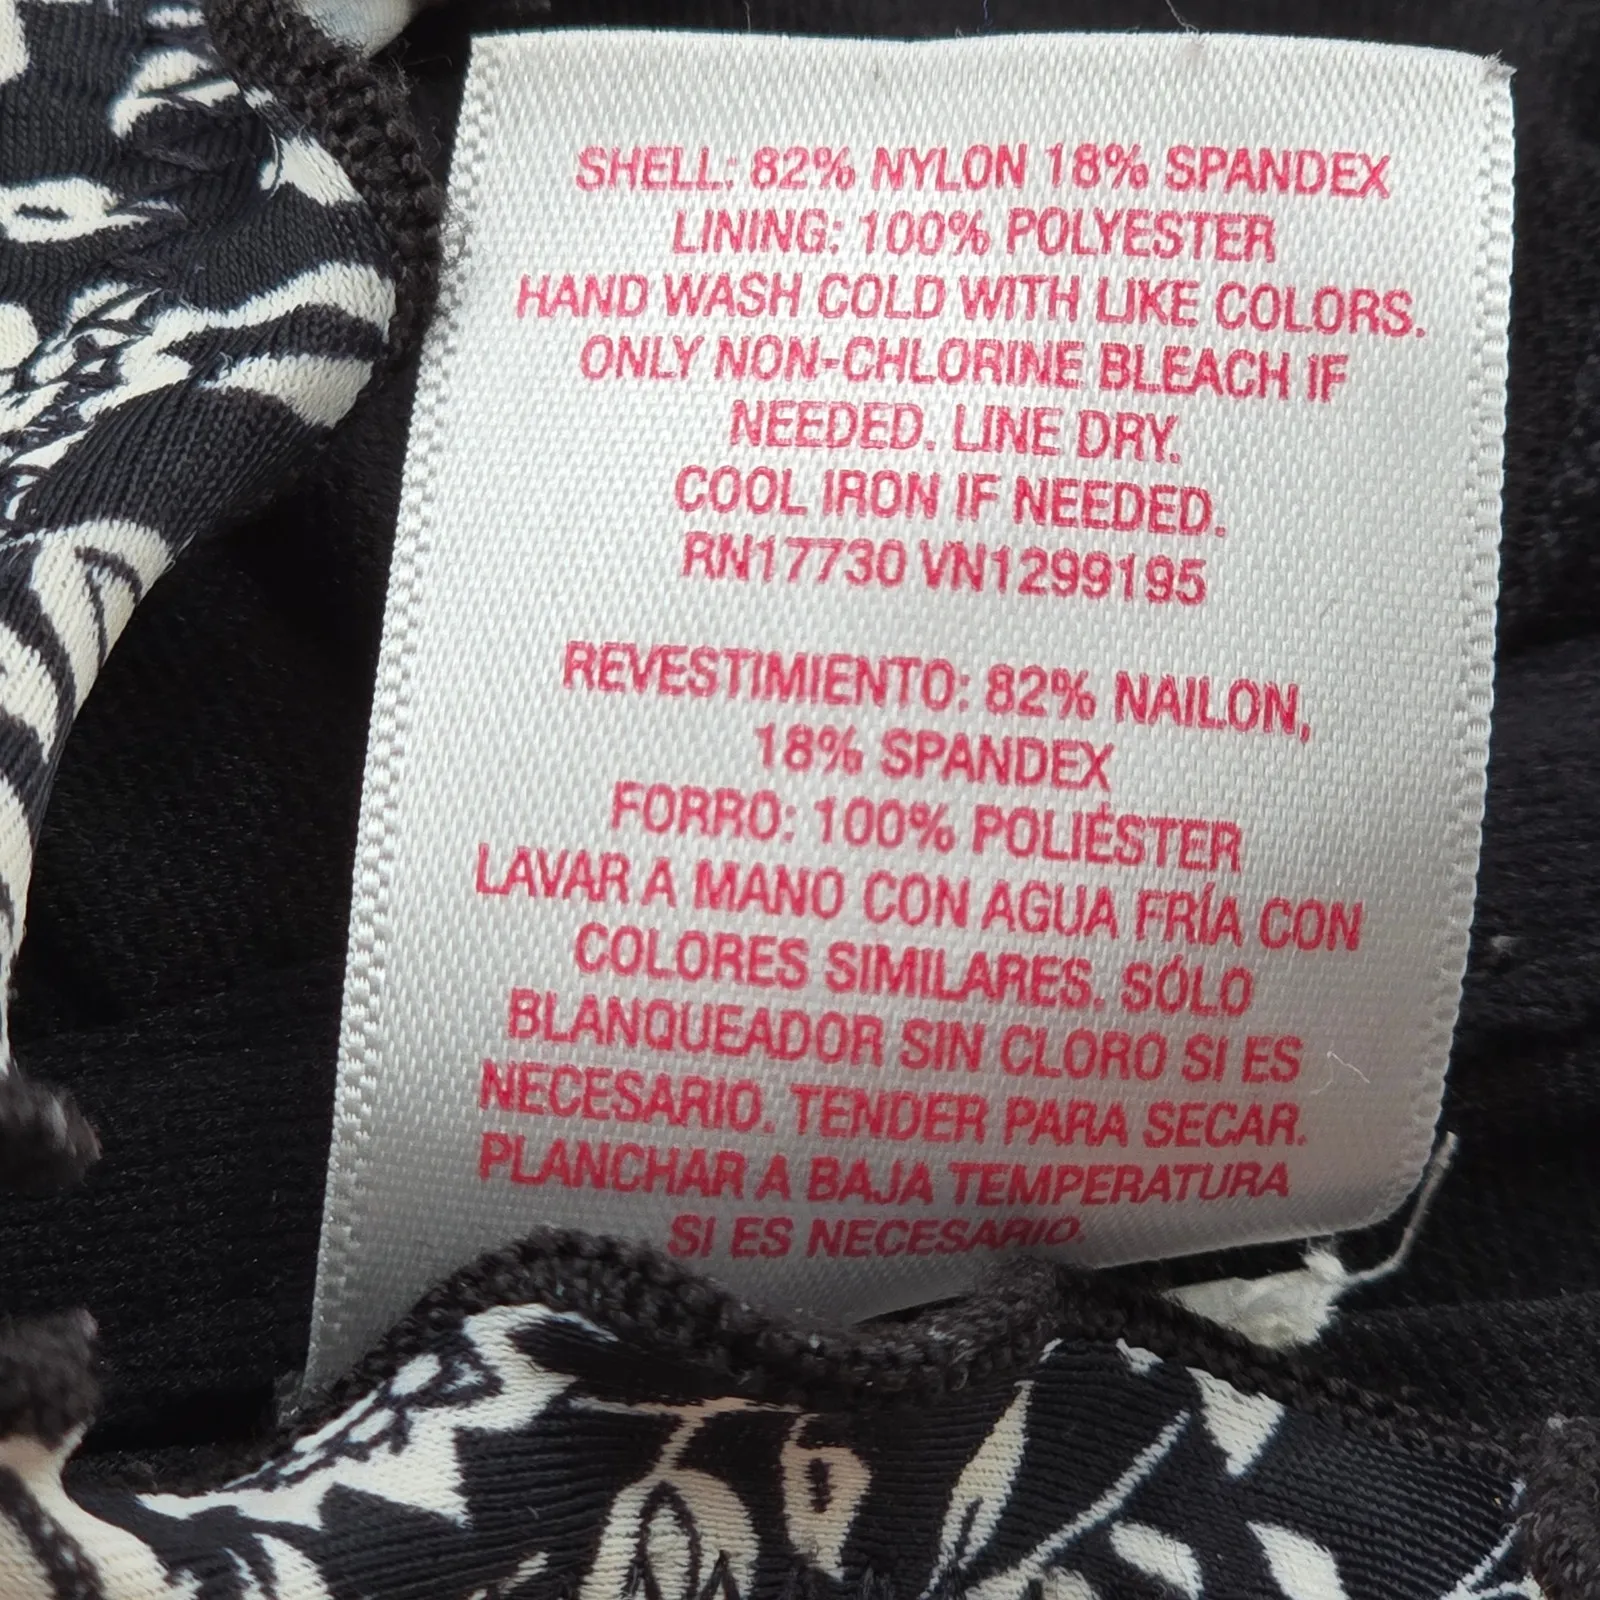 SHELL: 82% NYLON 18% SPANDEX
LINING: 100% POLYESTER
HAND WASH COLD WITH LIKE COLORS.
ONLY NON-CHLORINE BLEACH IF
NEEDED. LINE DRY.
COOL IRON IF NEEDED.
RN17730 VN1299195
REVESTIMIENTO: 82% NAILON,
18% SPANDEX
FORRO: 100% POLIÉSTER
LAVAR A MANO CON AGUA FRÍA CON
COLORES SIMILARES. SÓLO
BLANQUEADOR SIN CLORO SI ES
NECESARIO. TENDER PARA SECAR.
PLANCHAR A BAJA TEMPERATURA
SI ES NECESARIO.